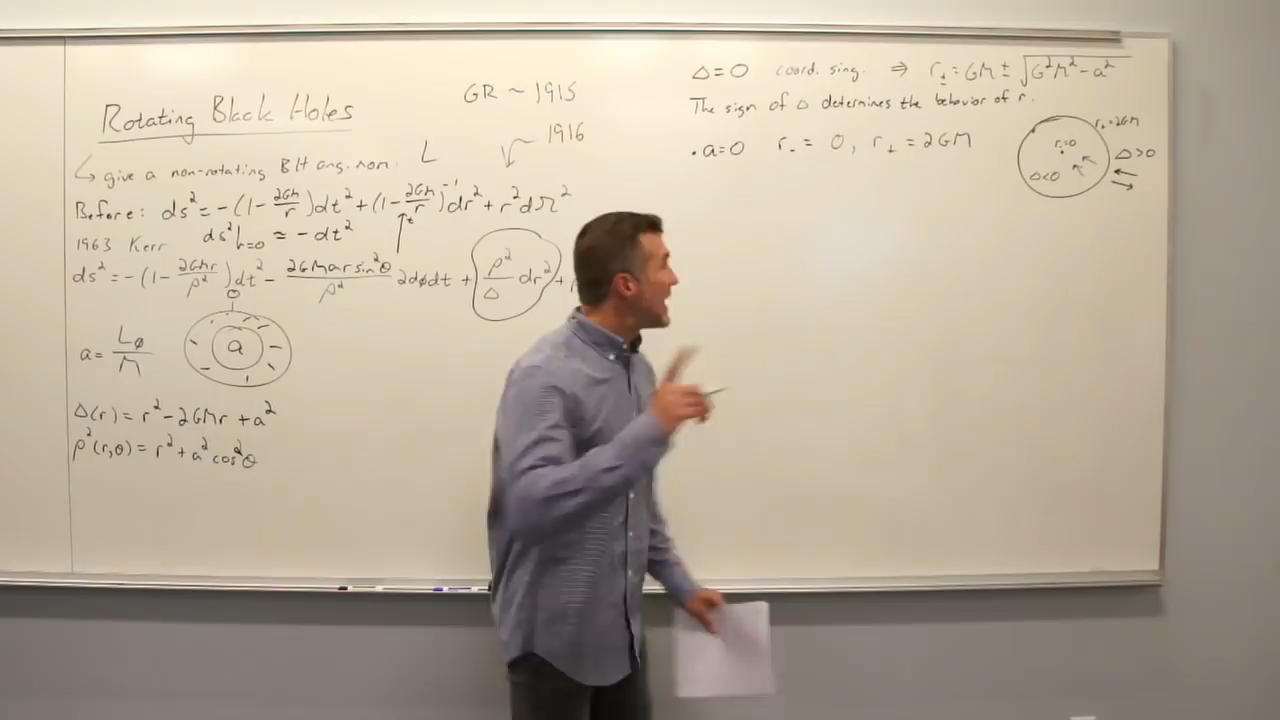 Rotating Black Holes
GR ~ 1915
1916
↳ give a non-rotating BH ang. mom. L
Before: ds² = -(1 - 2GM/r)dt² + (1 - 2GM/r)⁻¹dr² + r²dΩ²
1963 Kerr ds²|r=0 ≈ -dt²
ds² = -(1 - 2GMr/ρ²)dt² - 2GMar sin²θ/ρ² 2dφdt + ρ²/Δ dr² +
a = Lφ/M
a
Δ(r) = r² - 2GMr + a²
ρ²(r,θ) = r² + a² cos²θ
Δ = 0 coord. sing. ⇒ r± = GM ± √G²M² - a²
The sign of Δ determines the behavior of r.
· a = 0 r₋ = 0, r₊ = 2GM
r₊ = 2GM
r=0
Δ>0
Δ<0